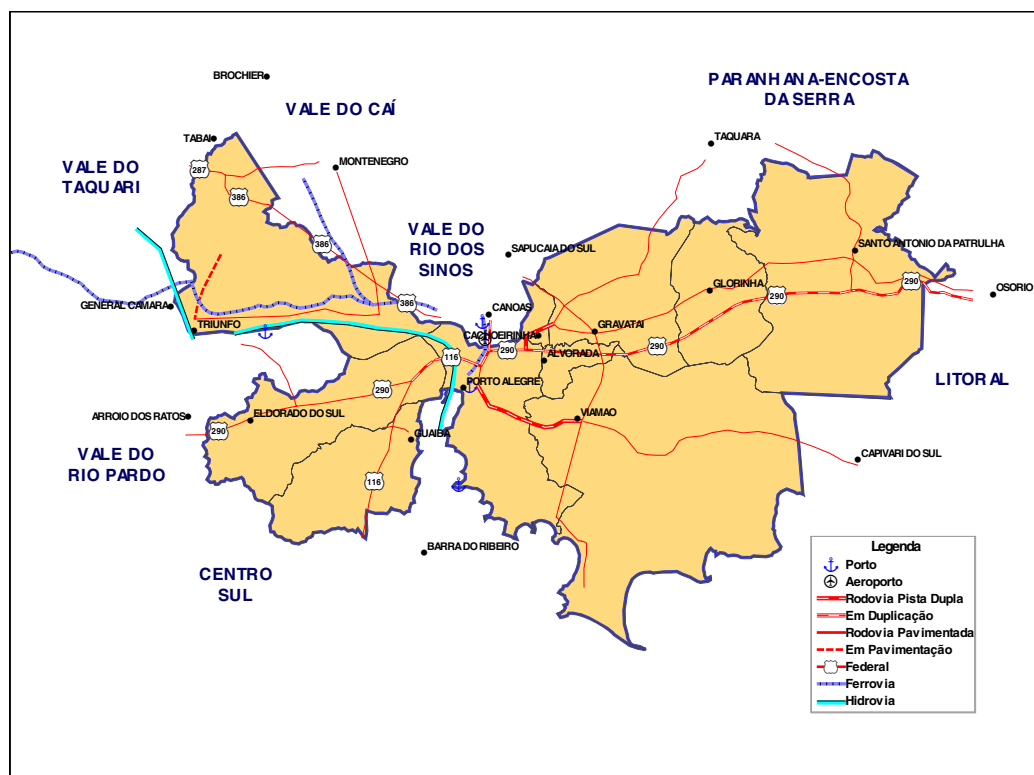 BROCHIER
PARANHANA-ENCOSTA
DA SERRA
VALE DO CAÍ
TABAI
TAQUARA
VALE DO
TAQUARI
MONTENEGRO
287
386
386
VALE DO
RIO DOS
SINOS
SAPUCAIA DO SUL
SANTO ANTONIO DA PATRULHA
GLORINHA
290
290
OSORIO
GENERAL CAMARA
386
CANOAS
TRIUNFO
CACHOEIRINHA
GRAVATAI
290
290
116
ALVORADA
PORTO ALEGRE
290
LITORAL
ARROIO DOS RATOS
ELDORADO DO SUL
VIAMAO
290
GUAIBA
VALE DO
RIO PARDO
CAPIVARI DO SUL
116
BARRA DO RIBEIRO
CENTRO
SUL
Legenda
Porto
Aeroporto
Rodovia Pista Dupla
Em Duplicação
Rodovia Pavimentada
Em Pavimentação
Federal
Ferrovia
Hidrovia